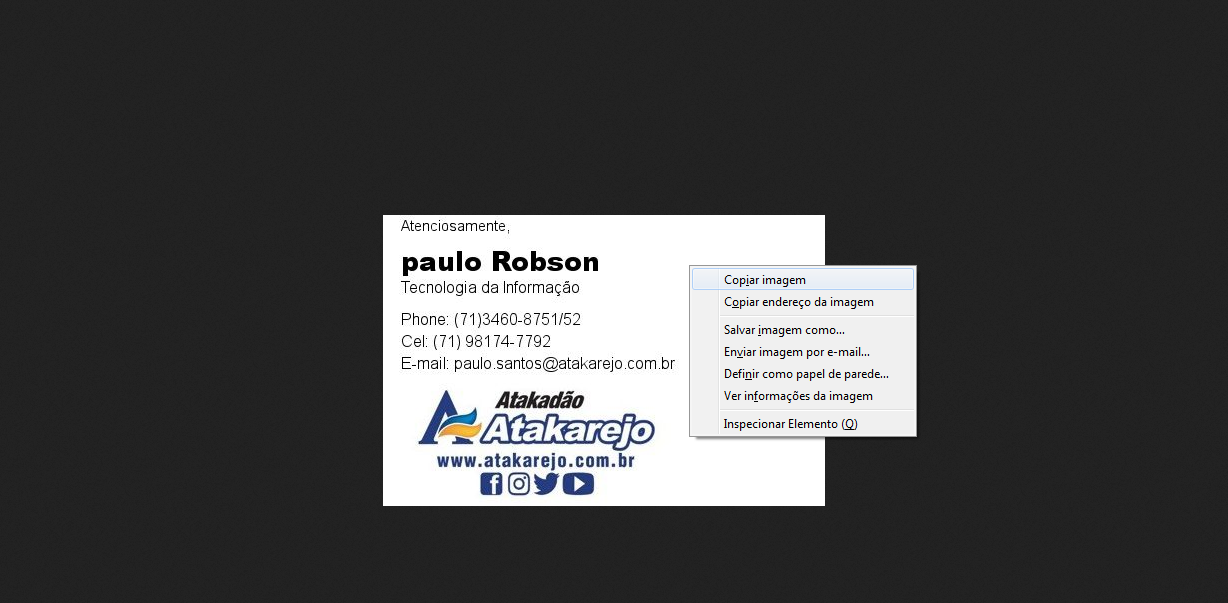 Atenciosamente,
paulo Robson
Tecnologia da Informação
Phone: (71)3460-8751/52
Cel: (71) 98174-7792
E-mail: paulo.santos@atakarejo.com.br
Atakadão
Atakarejo
www.atakarejo.com.br
Copiar imagem
Copiar endereço da imagem
Salvar imagem como...
Enviar imagem por e-mail...
Definir como papel de parede...
Ver informações da imagem
Inspecionar Elemento (Q)